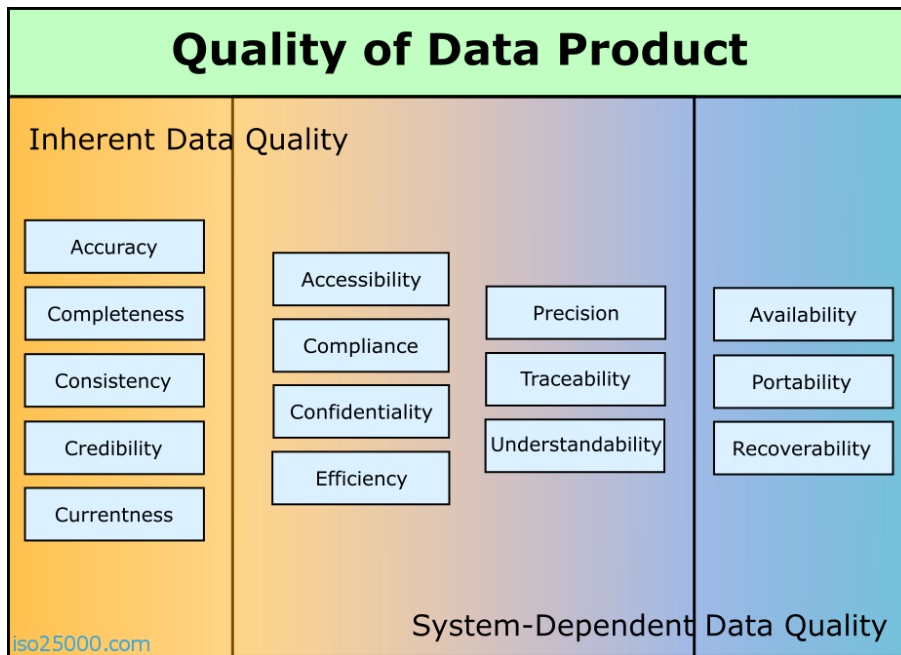 Quality of Data Product
Inherent Data Quality
Accuracy
Completeness
Consistency
Credibility
Currentness
Accessibility
Compliance
Confidentiality
Efficiency
Precision
Traceability
Understandability
Availability
Portability
Recoverability
System-Dependent Data Quality
iso25000.com